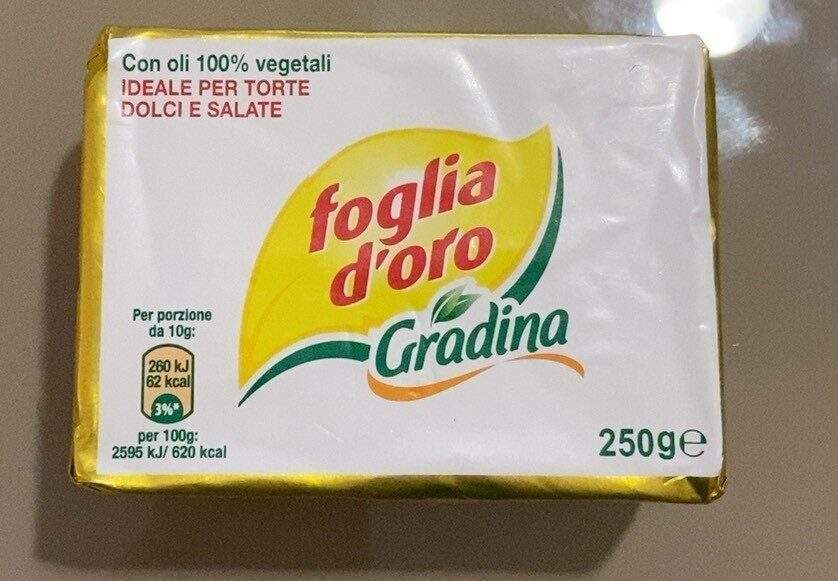 Con oli 100% vegetali
IDEALE PER TORTE
DOLCI E SALATE
foglia
d'oro
Gradina
Per porzione
da 10g:
260 kJ
62 kcal
3%*
per 100g:
2595 kJ/ 620 kcal
250g℮